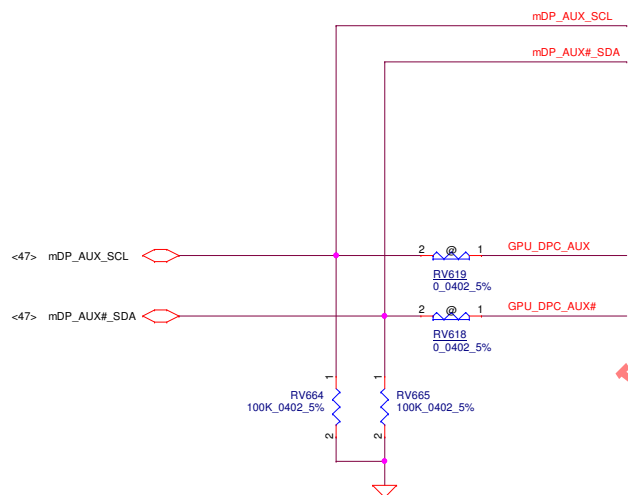 mDP_AUX_SCL
mDP_AUX#_SDA
<47> mDP_AUX_SCL
2 @ 1 GPU_DPC_AUX
RV619
0_0402_5%
<47> mDP_AUX#_SDA
2 @ 1 GPU_DPC_AUX#
RV618
0_0402_5%
1 1
RV664 RV665
100K_0402_5% 100K_0402_5%
2 2